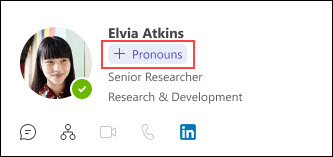 Elvia Atkins
+ Pronouns
Senior Researcher
Research & Development
in